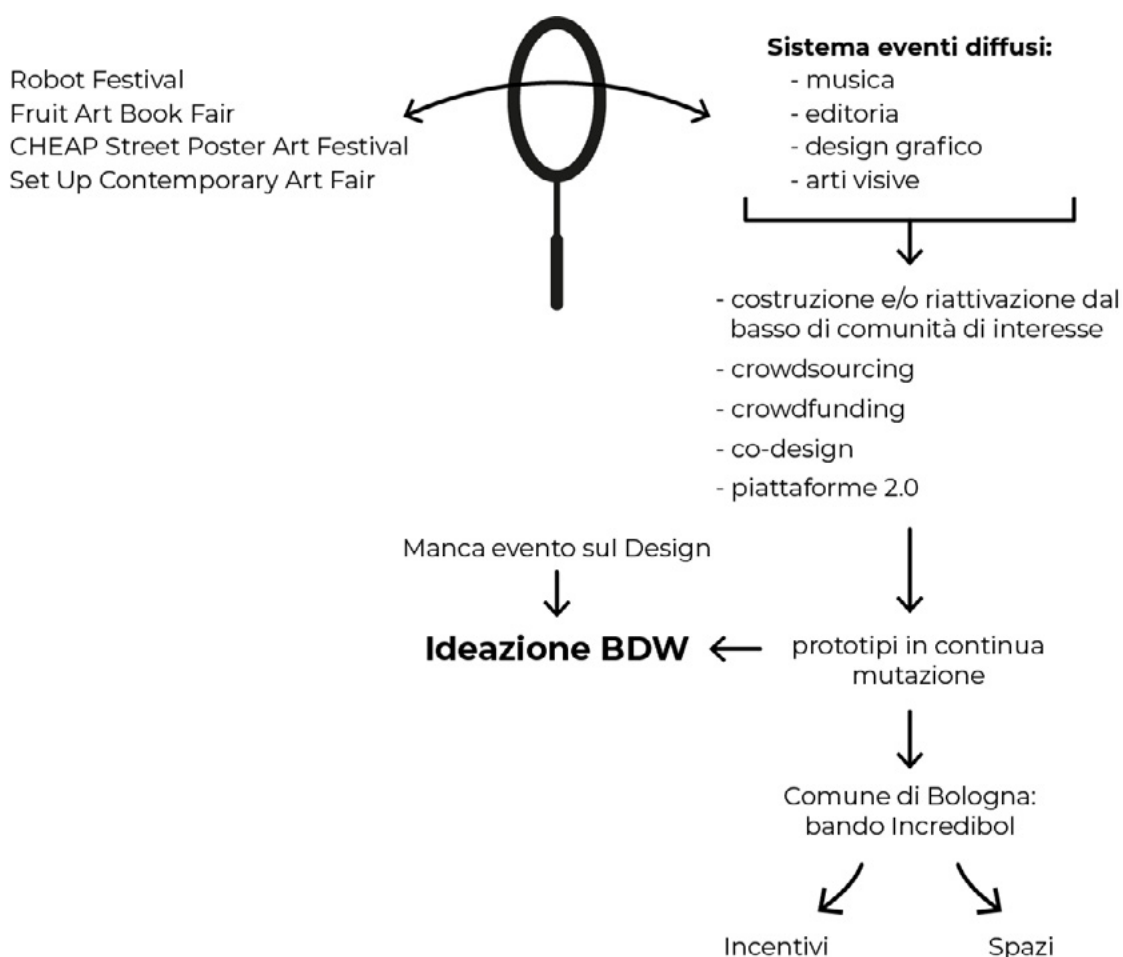 Robot Festival
Fruit Art Book Fair
CHEAP Street Poster Art Festival
Set Up Contemporary Art Fair
Sistema eventi diffusi:
- musica
- editoria
- design grafico
- arti visive
- costruzione e/o riattivazione dal
basso di comunità di interesse
- crowdsourcing
- crowdfunding
- co-design
- piattaforme 2.0
Manca evento sul Design
Ideazione BDW
prototipi in continua
mutazione
Comune di Bologna:
bando Incredibol
Incentivi
Spazi